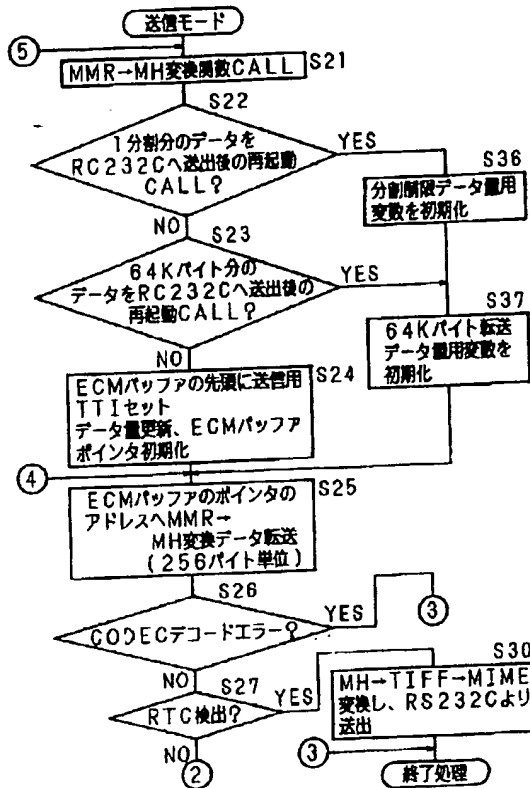 送信モード
⑤
MMR→MH変換関数CALL
S21
S22
1分割分のデータを
RC232Cへ送出後の再起動
CALL?
YES
NO
S36
分割制限データ量用
変数を初期化
S23
64Kバイト分の
データをRC232Cへ送出後の
再起動CALL?
YES
NO
S37
64Kバイト転送
データ量用変数を
初期化
S24
ECMバッファの先頭に送信用
TTIセット
データ量更新、ECMバッファ
ポインタ初期化
④
S25
ECMバッファのポインタの
アドレスへMMR→
MH変換データ転送
(256バイト単位)
S26
CODECデコードエラー?
YES
③
NO
S27
RTC検出?
YES
NO
②
S30
MH→TIFF→MIME
変換し、RS232Cより
送出
③
終了処理